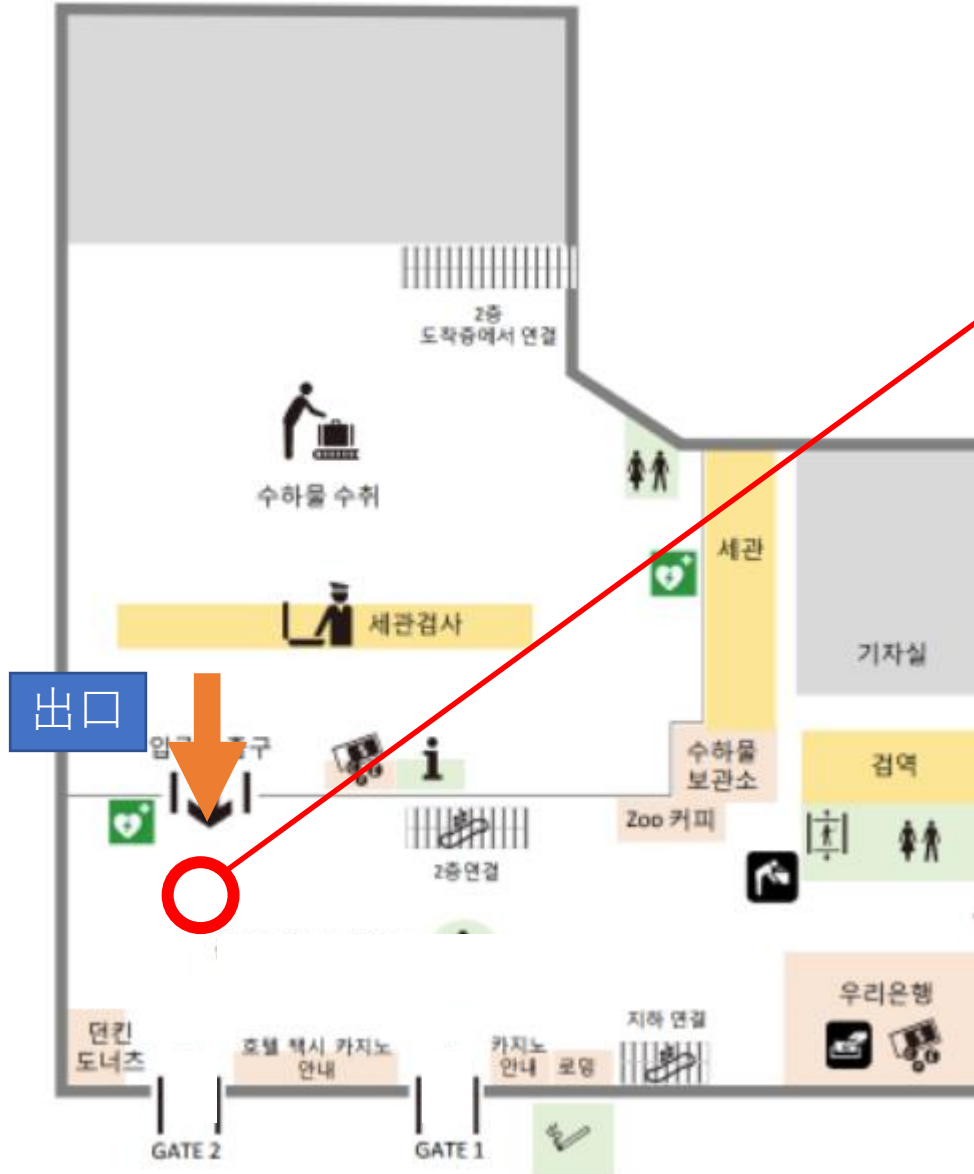 2층
도착층에서 연결
수하물 수취
세관
세관검사
기자실
出口
수하물
보관소
검역
Zoo 커피
2층연결
우리은행
지하 연결
던킨
도너츠
호텔 택시 카지노
안내
카지노
안내
로밍
GATE 2
GATE 1